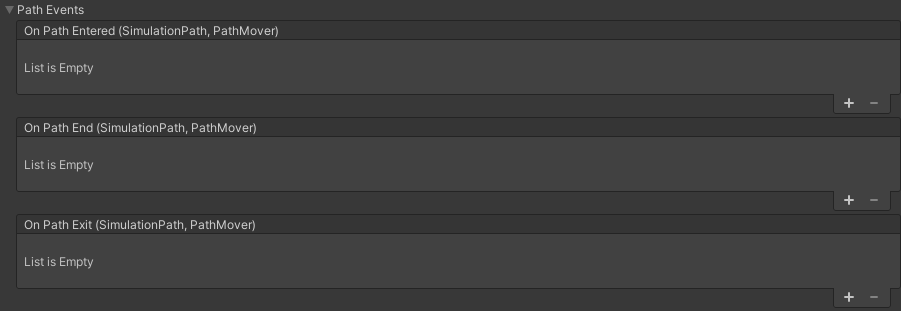 Path Events
On Path Entered (SimulationPath, PathMover)
List is Empty
On Path End (SimulationPath, PathMover)
List is Empty
On Path Exit (SimulationPath, PathMover)
List is Empty